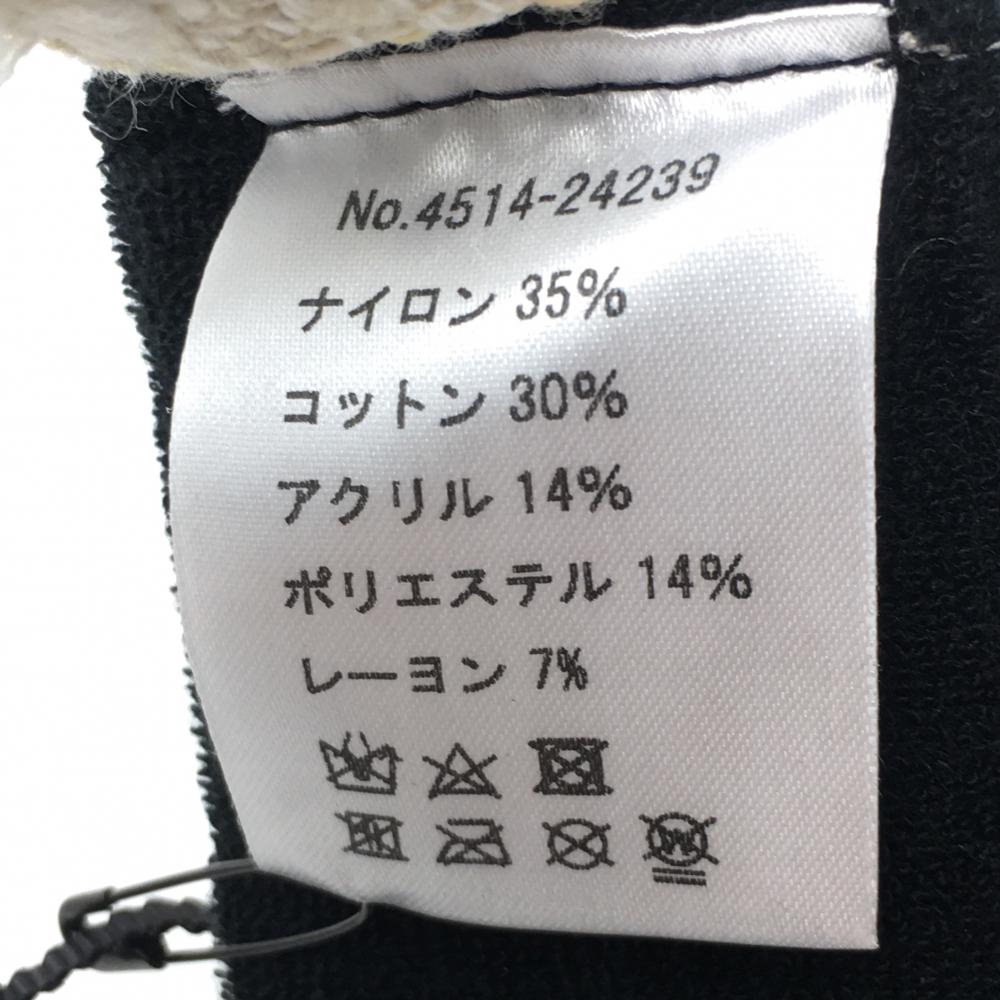 No.4514-24239
ナイロン 35%
コットン 30%
アクリル 14%
ポリエステル 14%
レーヨン 7%